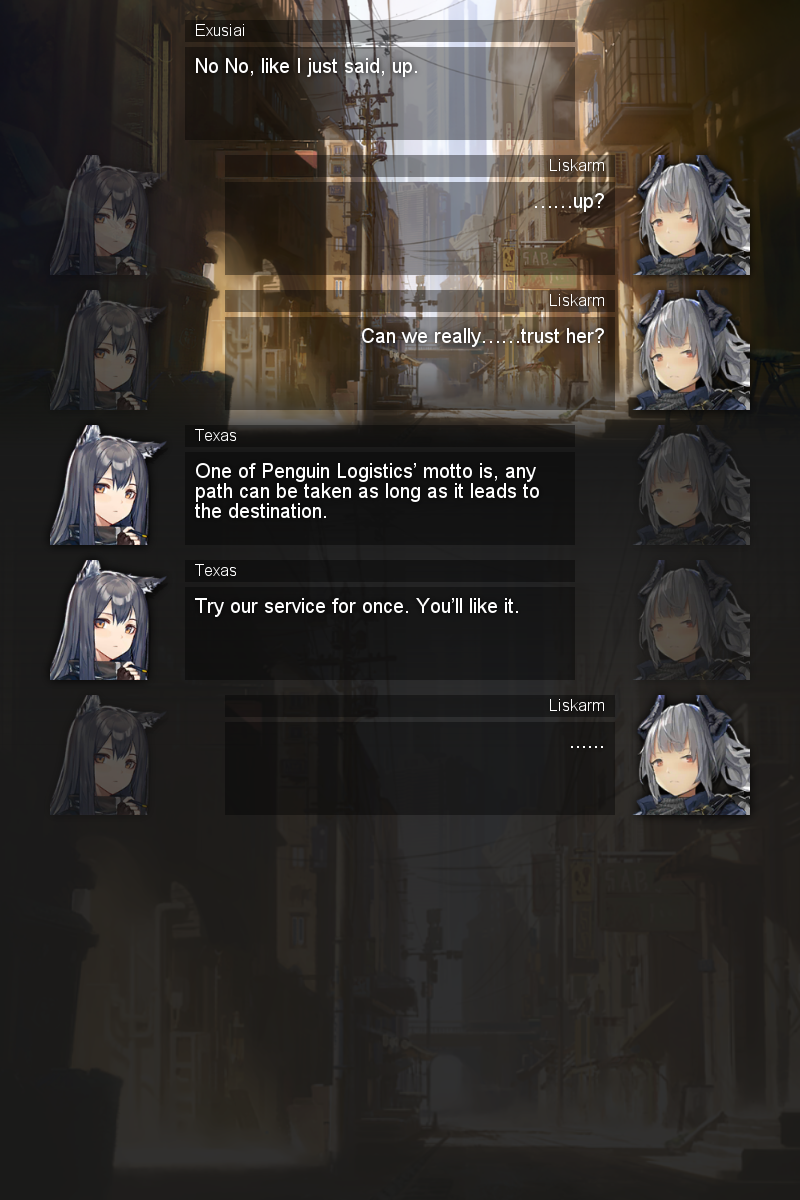 Exusiai
No No, like I just said, up.
Liskarm
……up?
Liskarm
Can we really……trust her?
Texas
One of Penguin Logistics’ motto is, any
path can be taken as long as it leads to
the destination.
Texas
Try our service for once. You’ll like it.
Liskarm
……